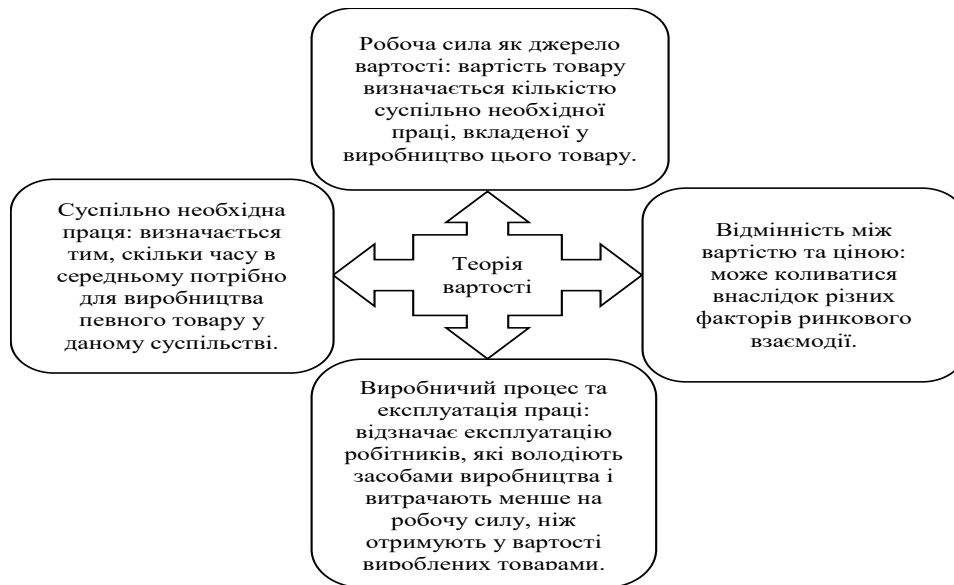 Робоча сила як джерело
вартості: вартість товару
визначається кількістю
суспільно необхідної
праці, вкладеної у
виробництво цього товару.
Суспільно необхідна
праця: визначається
тим, скільки часу в
середньому потрібно
для виробництва
певного товару у
даному суспільстві.
Теорія
вартості
Відмінність між
вартістю та ціною:
може коливатися
внаслідок різних
факторів ринкового
взаємодії.
Виробничий процес та
експлуатація праці:
відзначає експлуатацію
робітників, які володіють
засобами виробництва і
витрачають менше на
робочу силу, ніж
отримують у вартості
вироблених товарами.